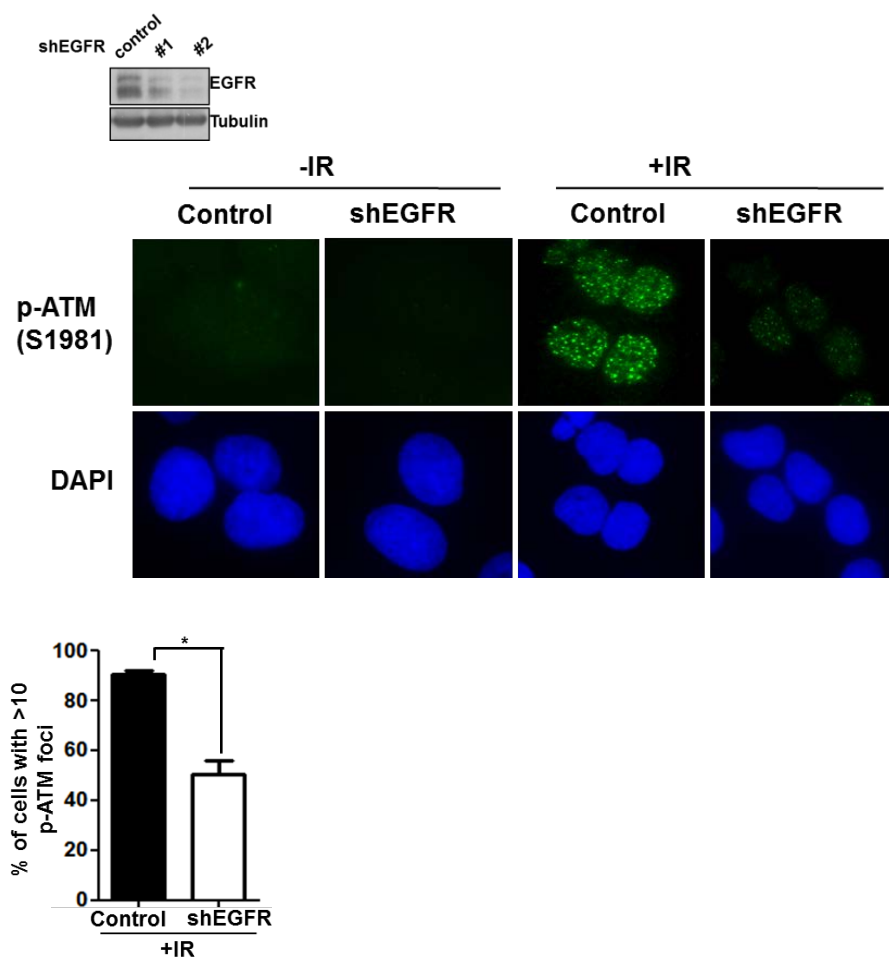 shEGFR control #1 #2
EGFR
Tubulin
-IR +IR
Control shEGFR Control shEGFR
p-ATM
(S1981)
DAPI
% of cells with >10
p-ATM foci
100
80
60
40
20
0
*
Control shEGFR
+IR